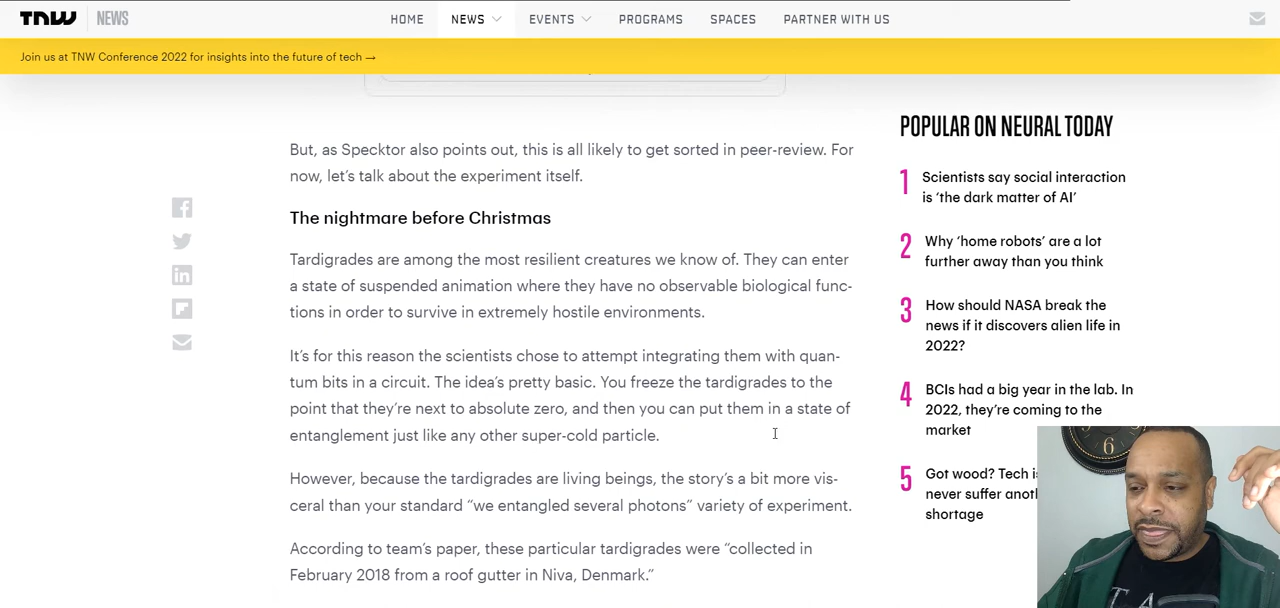 TNW NEWS
HOME NEWS EVENTS PROGRAMS SPACES PARTNER WITH US
Join us at TNW Conference 2022 for insights into the future of tech →
But, as Specktor also points out, this is all likely to get sorted in peer-review. For
now, let’s talk about the experiment itself.
The nightmare before Christmas
Tardigrades are among the most resilient creatures we know of. They can enter
a state of suspended animation where they have no observable biological func-
tions in order to survive in extremely hostile environments.
It’s for this reason the scientists chose to attempt integrating them with quan-
tum bits in a circuit. The idea’s pretty basic. You freeze the tardigrades to the
point that they’re next to absolute zero, and then you can put them in a state of
entanglement just like any other super-cold particle.
However, because the tardigrades are living beings, the story’s a bit more vis-
ceral than your standard “we entangled several photons” variety of experiment.
According to team’s paper, these particular tardigrades were “collected in
February 2018 from a roof gutter in Niva, Denmark.”
POPULAR ON NEURAL TODAY
1 Scientists say social interaction
is ‘the dark matter of AI’
2 Why ‘home robots’ are a lot
further away than you think
3 How should NASA break the
news if it discovers alien life in
2022?
4 BCIs had a big year in the lab. In
2022, they’re coming to the
market
5 Got wood? Tech
never suffer
shortage